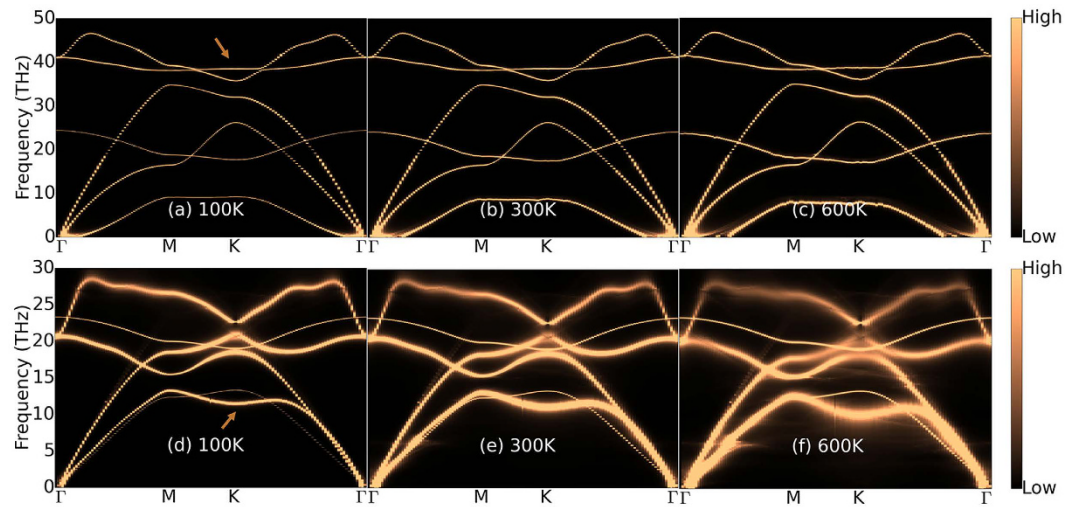 Frequency (THz)
50
40
30
20
10
0
(a) 100K
(b) 300K
(c) 600K
Γ M K Γ
Γ M K Γ
Γ M K Γ
High
Low
Frequency (THz)
30
25
20
15
10
5
0
(d) 100K
(e) 300K
(f) 600K
Γ M K Γ
Γ M K Γ
Γ M K Γ
High
Low